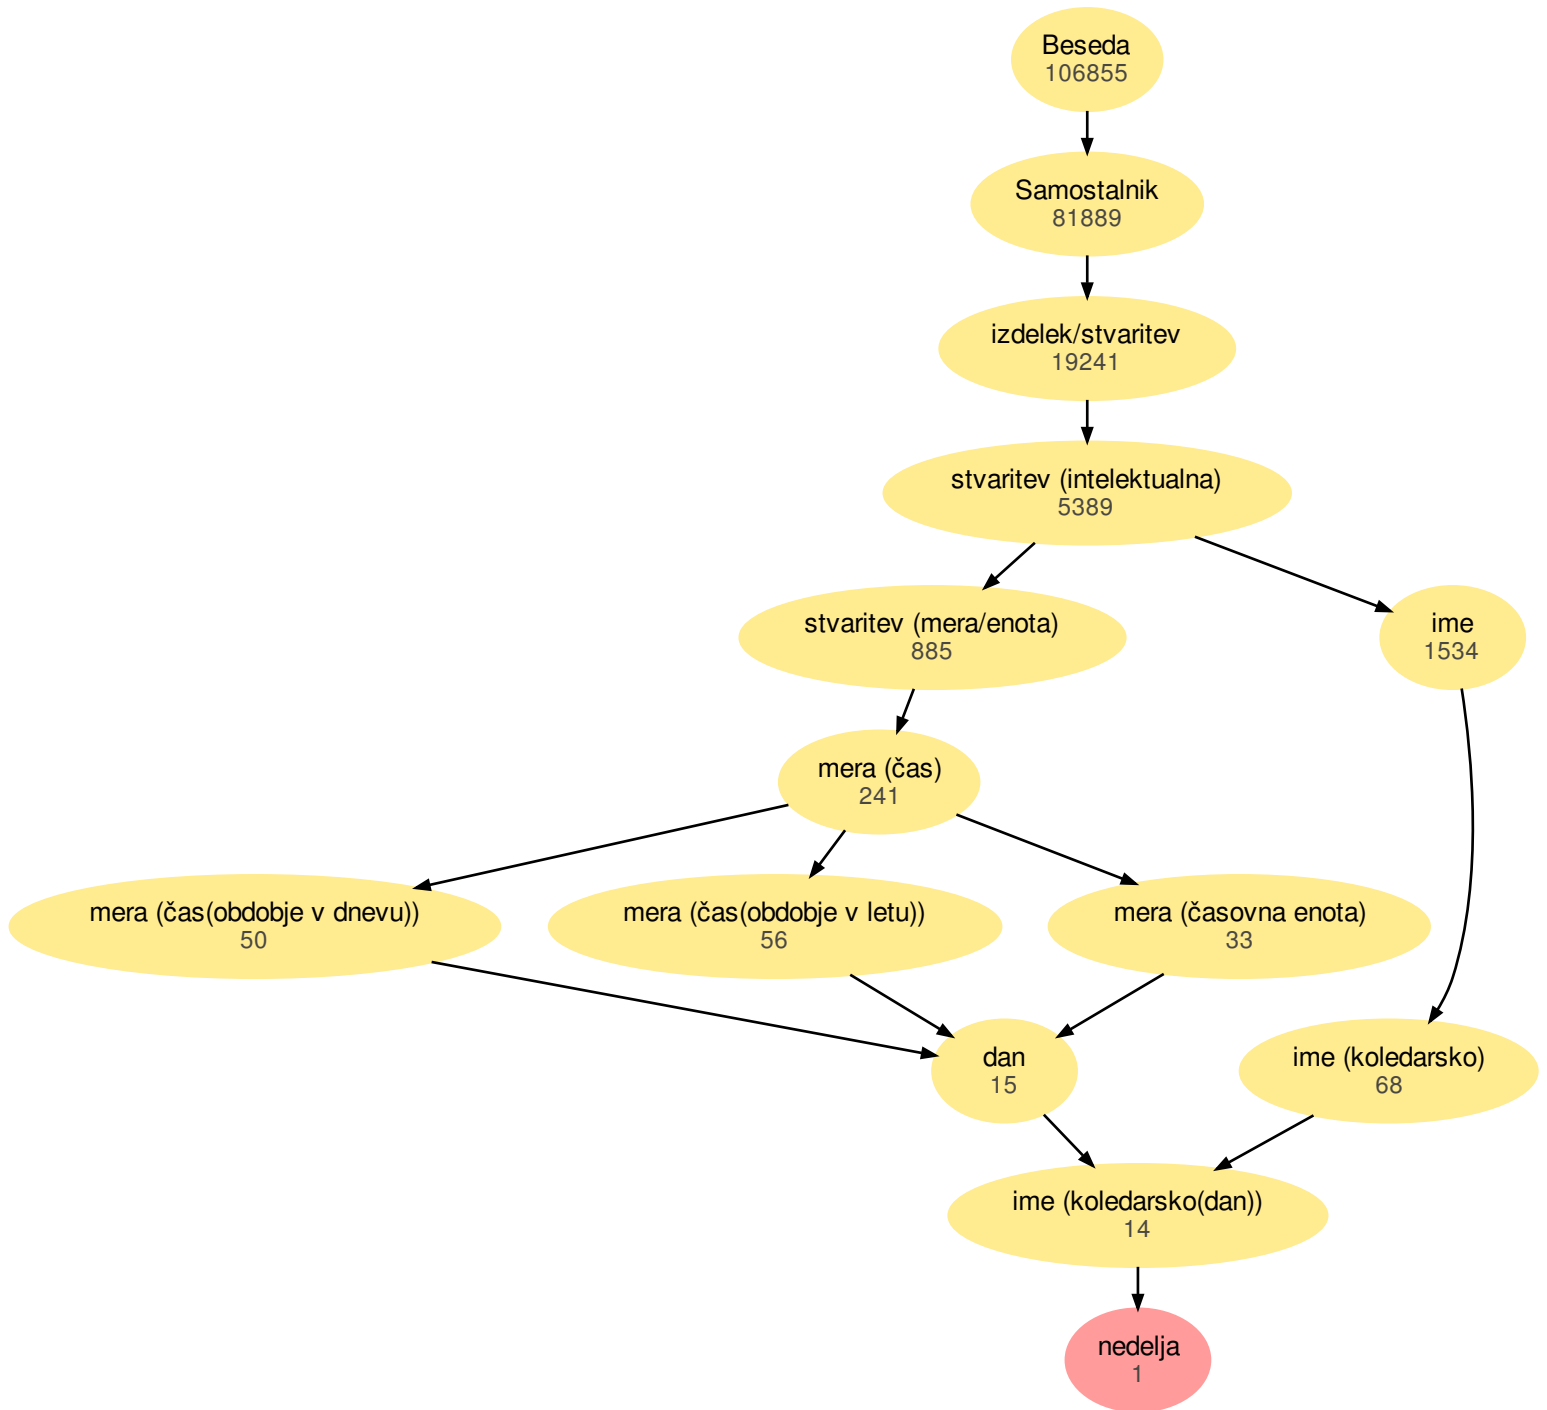 Beseda
106855
Samostalnik
81889
izdelek/stvaritev
19241
stvaritev (intelektualna)
5389
stvaritev (mera/enota)
885
ime
1534
mera (čas)
241
mera (čas(obdobje v dnevu))
50
mera (čas(obdobje v letu))
56
mera (časovna enota)
33
dan
15
ime (koledarsko)
68
ime (koledarsko(dan))
14
nedelja
1